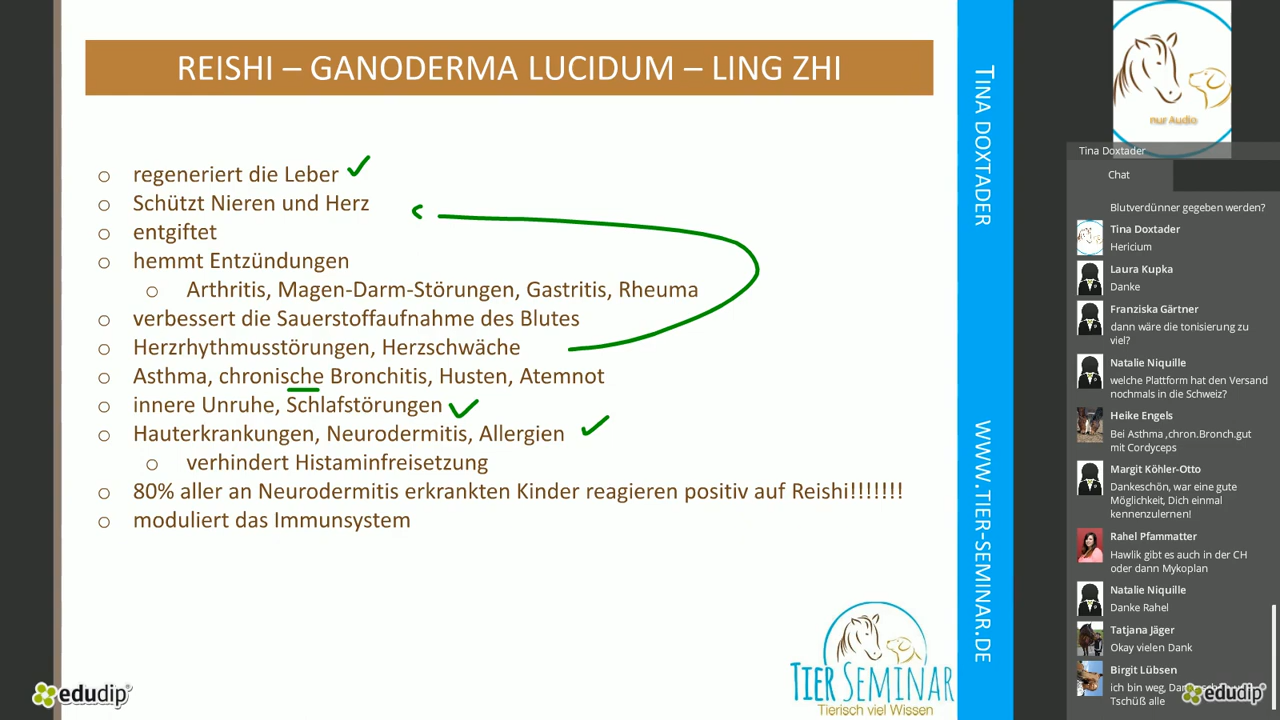 REISHI – GANODERMA LUCIDUM – LING ZHI
regeneriert die Leber
Schützt Nieren und Herz
entgiftet
hemmt Entzündungen
Arthritis, Magen-Darm-Störungen, Gastritis, Rheuma
verbessert die Sauerstoffaufnahme des Blutes
Herzrhythmusstörungen, Herzschwäche
Asthma, chronische Bronchitis, Husten, Atemnot
innere Unruhe, Schlafstörungen
Hauterkrankungen, Neurodermitis, Allergien
verhindert Histaminfreisetzung
80% aller an Neurodermitis erkrankten Kinder reagieren positiv auf Reishi!!!!!!!
moduliert das Immunsystem
TIER SEMINAR
Tierisch viel Wissen
edudip
TINA DOXTADER
WWW.TIER-SEMINAR.DE
nur Audio
Tina Doxtader
Chat
Blutverdünner gegeben werden?
Tina Doxtader
Hericium
Laura Kupka
Danke
Franziska Gärtner
dann wäre die tonisierung zu
viel?
Natalie Niquille
welche Plattform hat den Versand
nochmals in die Schweiz?
Heike Engels
Bei Asthma ,chron.Bronch.gut
mit Cordyceps
Margit Köhler-Otto
Dankeschön, war eine gute
Möglichkeit, Dich einmal
kennenzulernen!
Rahel Pfammatter
Hawlik gibt es auch in der CH
oder dann Mykoplan
Natalie Niquille
Danke Rahel
Tatjana Jäger
Okay vielen Dank
Birgit Lübsen
ich bin weg,
Tschüß alle
edudip